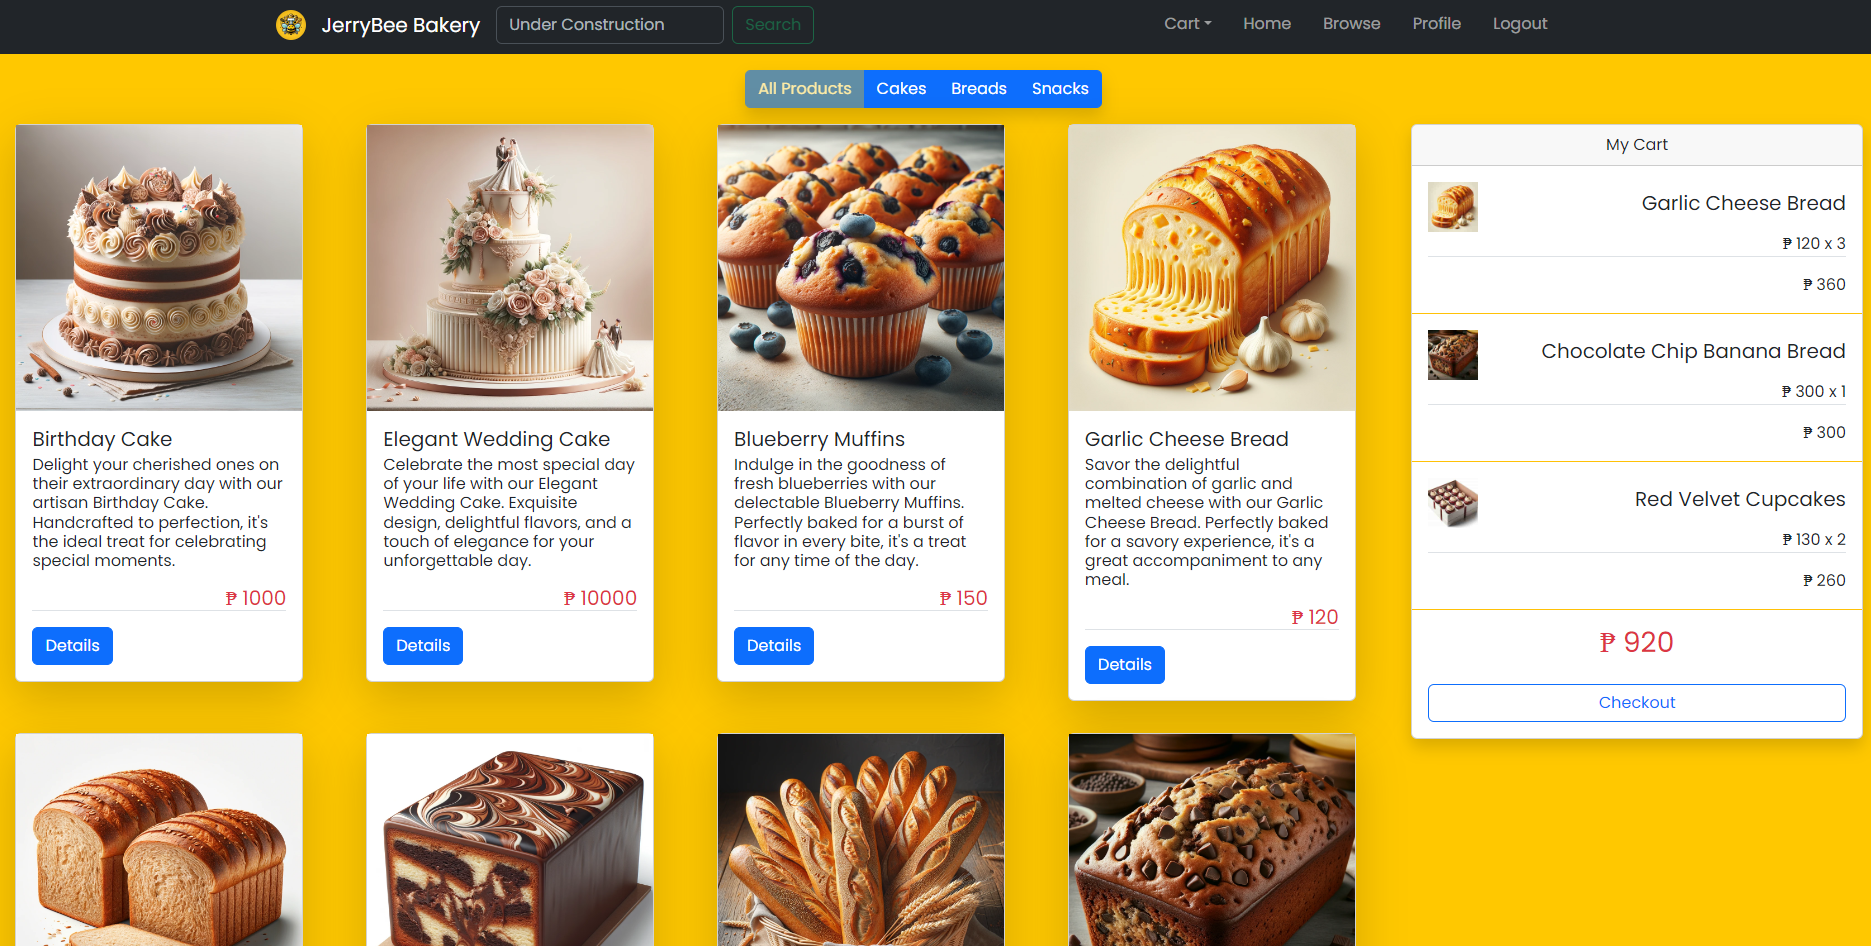 JerryBee Bakery
Under Construction
Search
Cart
Home
Browse
Profile
Logout
All Products
Cakes
Breads
Snacks
Birthday Cake
Delight your cherished ones on
their extraordinary day with our
artisan Birthday Cake.
Handcrafted to perfection, it's
the ideal treat for celebrating
special moments.
₱ 1000
Details
Elegant Wedding Cake
Celebrate the most special day
of your life with our Elegant
Wedding Cake. Exquisite
design, delightful flavors, and a
touch of elegance for your
unforgettable day.
₱ 10000
Details
Blueberry Muffins
Indulge in the goodness of
fresh blueberries with our
delectable Blueberry Muffins.
Perfectly baked for a burst of
flavor in every bite, it's a treat
for any time of the day.
₱ 150
Details
Garlic Cheese Bread
Savor the delightful
combination of garlic and
melted cheese with our Garlic
Cheese Bread. Perfectly baked
for a savory experience, it's a
great accompaniment to any
meal.
₱ 120
Details
My Cart
Garlic Cheese Bread
₱ 120 x 3
₱ 360
Chocolate Chip Banana Bread
₱ 300 x 1
₱ 300
Red Velvet Cupcakes
₱ 130 x 2
₱ 260
₱ 920
Checkout